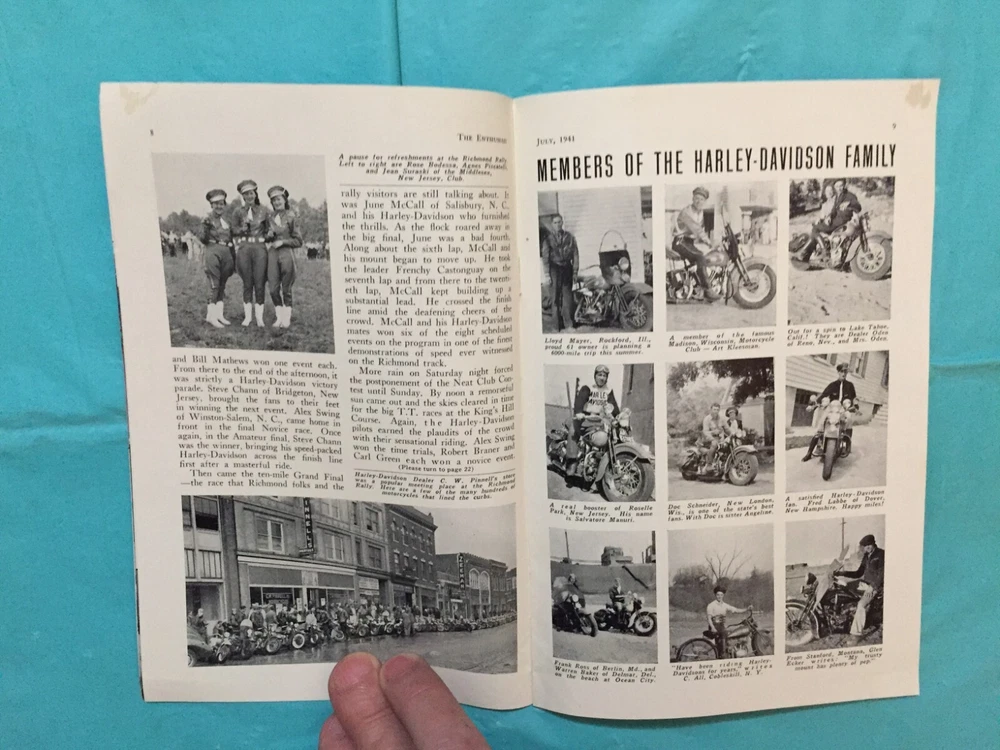 8
THE ENTHUSIAST
A pause for refreshments at the Richmond Rally.
Left to right are Rose Bodessa, Agnes
and Jean Suraski of the Middlesex,
New Jersey, Club.
rally visitors are still talking about. It
was June McCall of Salisbury, N. C.
and his Harley-Davidson who furnished
the thrills. As the flock roared away in
the big final, June was a bad fourth.
Along about the sixth lap, McCall and
his mount began to move up. He took
the leader Frenchy Castonguay on the
seventh lap and from there to the twenti-
eth lap, McCall kept building up a
substantial lead. He crossed the finish
line amid the deafening cheers of the
crowd. McCall and his Harley-Davidson
mates won six of the eight scheduled
events on the program in one of the finest
demonstrations of speed ever witnessed
on the Richmond track.
More rain on Saturday night forced
the postponement of the Neat Club Con-
test until Sunday. By noon a remorseful
sun came out and the skies cleared in time
for the big T.T. races at the King's Hill
Course. Again, the Harley-Davidson
pilots earned the plaudits of the crowd
with their sensational riding. Alex Swing
won the time trials, Robert Braner and
Carl Green each won a novice event.
(Please turn to page 22)
and Bill Mathews won one event each.
From there to the end of the afternoon, it
was strictly a Harley-Davidson victory
parade. Steve Chann of Bridgeton, New
Jersey, brought the fans to their feet
in winning the next event. Alex Swing
of Winston-Salem, N. C., came home in
front in the final Novice race. Once
again, in the Amateur final, Steve Chann
was the winner, bringing his speed-packed
Harley-Davidson across the finish line
first after a masterful ride.
Then came the ten-mile Grand Final
—the race that Richmond folks and the
Harley-Davidson Dealer C. W. Pinnell's store
was a popular meeting place at the Richmond
Rally. Here are a few of the many hundreds of
motorcycles that lined the curbs.
JULY, 1941
9
MEMBERS OF THE HARLEY-DAVIDSON FAMILY
Lloyd Mayer, Rockford, Ill.,
proud 61 owner is planning a
4000-mile trip this summer.
A member of the famous
Madison, Wisconsin, Motorcycle
Club — Art Klausman.
Out for a spin to Lake Tahoe,
Calif.! They are Dealer Oden
of Reno, Nev., and Mrs. Oden.
A real booster of Roselle
Park, New Jersey. His name
is Salvature Manuri.
Doc Schneider, New London,
Wis., is one of the state's best
fans. With Doc is sister Angeline.
A satisfied Harley-Davidson
fan. Fred Labbe of Dover,
New Hampshire. Happy miles!
Frank Russ of Berlin, Md., and
Warren Baker of Delmar, Del.,
on the beach at Ocean City.
"Have been riding Harley-
Davidsons for years," writes
C. All, Cobleskill, N. Y.
From Stanford, Montana, Glen
Ecker writes: "My trusty
mount has plenty of pep."